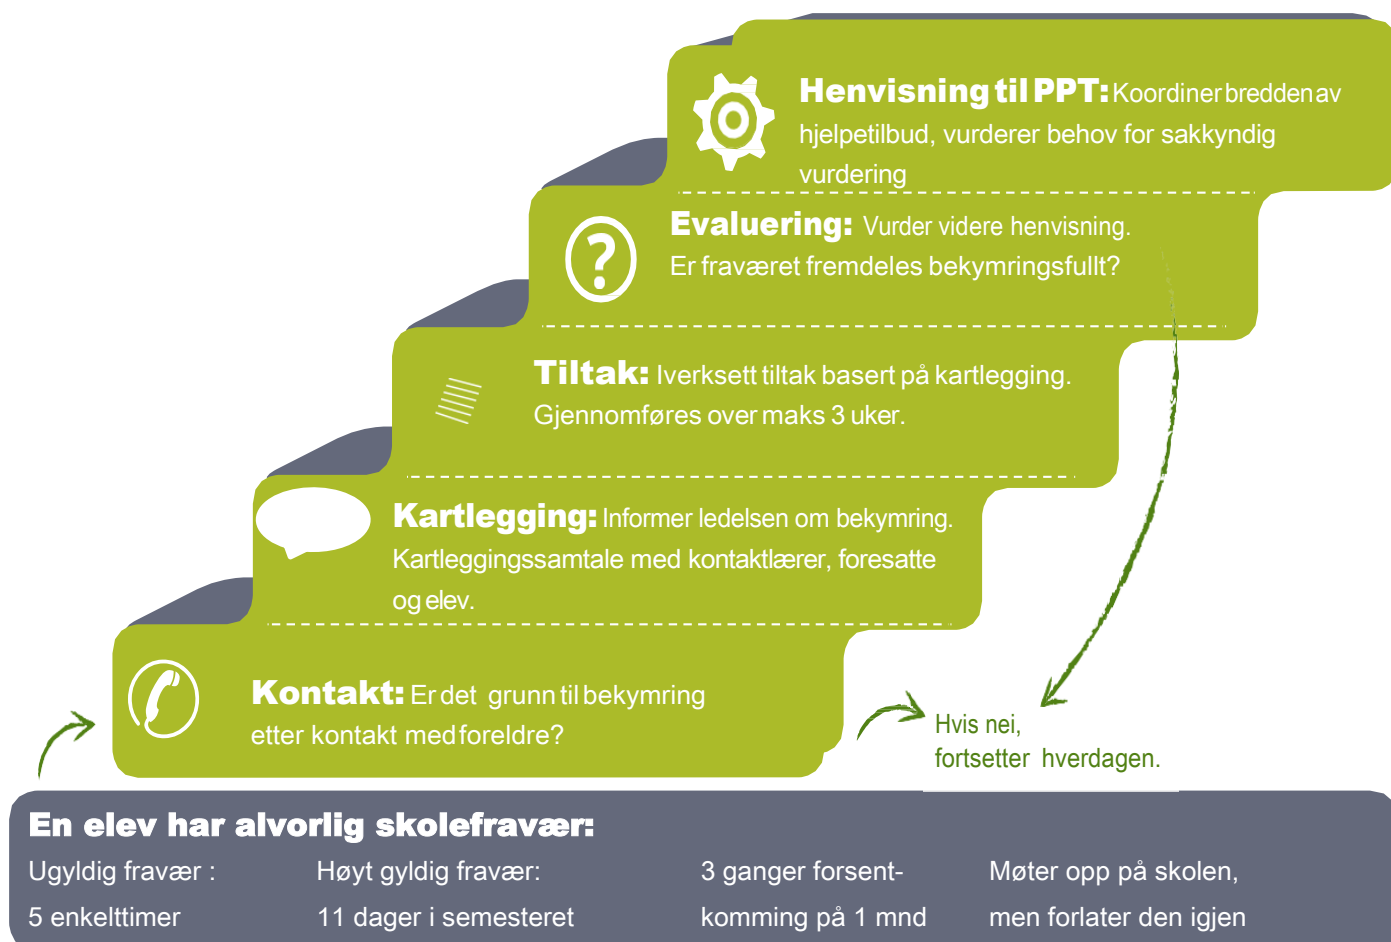 Henvisning til PPT: Koordiner bredden av
hjelpetilbud, vurderer behov for sakkyndig
vurdering
Evaluering: Vurder videre henvisning.
Er fraværet fremdeles bekymringsfullt?
Tiltak: Iverksett tiltak basert på kartlegging.
Gjennomføres over maks 3 uker.
Kartlegging: Informer ledelsen om bekymring.
Kartleggingssamtale med kontaktlærer, foresatte
og elev.
Kontakt: Er det grunn til bekymring
etter kontakt med foreldre?
Hvis nei,
fortsetter hverdagen.
En elev har alvorlig skolefravær:
Ugyldig fravær :
5 enkelttimer
Høyt gyldig fravær:
11 dager i semesteret
3 ganger forsent-
komming på 1 mnd
Møter opp på skolen,
men forlater den igjen